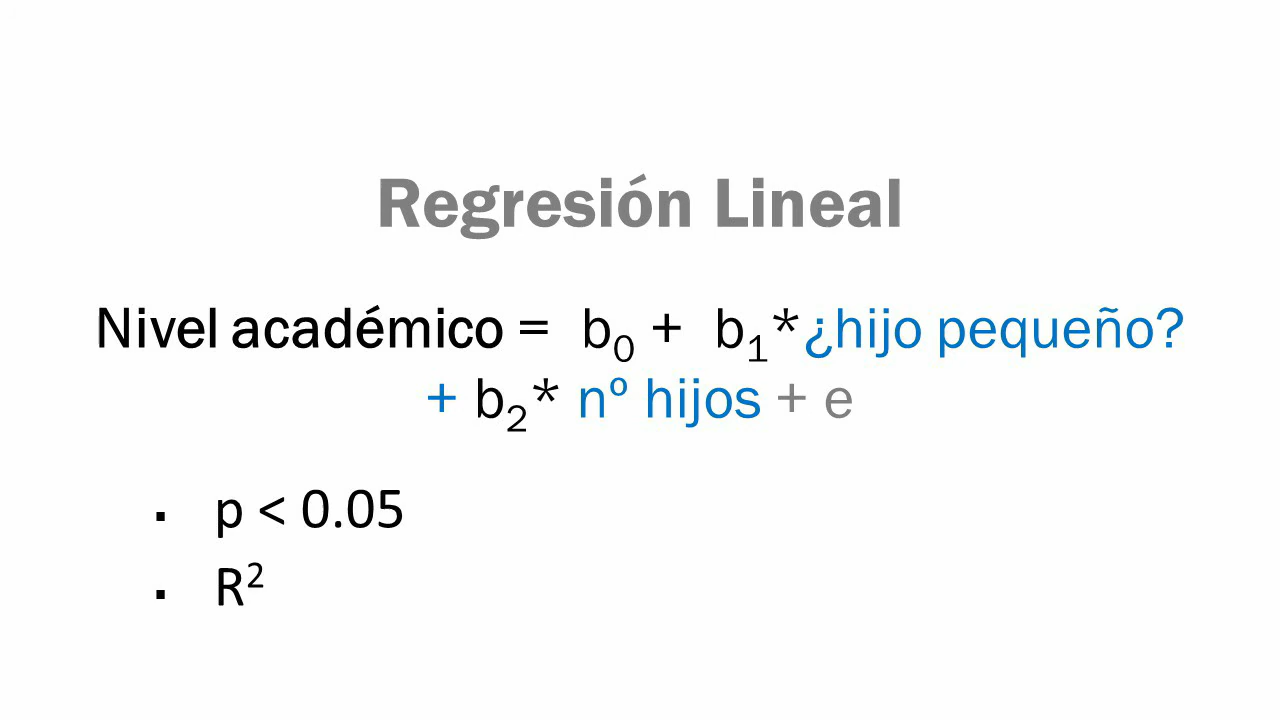 Regresión Lineal
Nivel académico = b₀ + b₁*¿hijo pequeño?
+ b₂* nº hijos + e
▪ p < 0.05
▪ R²